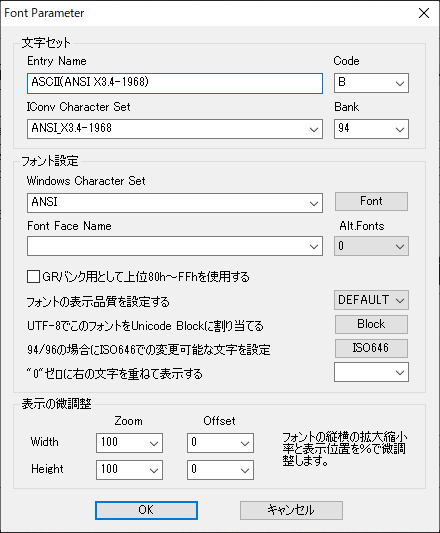 Font Parameter
文字セット
Entry Name
Code
ASCII(ANSI X3.4-1968)
B
IConv Character Set
Bank
ANSI_X3.4-1968
94
フォント設定
Windows Character Set
ANSI
Font
Font Face Name
Alt.Fonts
0
GRバンク用として上位80h～FFhを使用する
フォントの表示品質を設定する
DEFAULT
UTF-8でこのフォントをUnicode Blockに割り当てる
Block
94/96の場合にISO646での変更可能な文字を設定
ISO646
"0"ゼロに右の文字を重ねて表示する
表示の微調整
Zoom
Offset
Width
100
0
Height
100
0
フォントの縦横の拡大縮小
率と表示位置を%で微調
整します。
OK
キャンセル